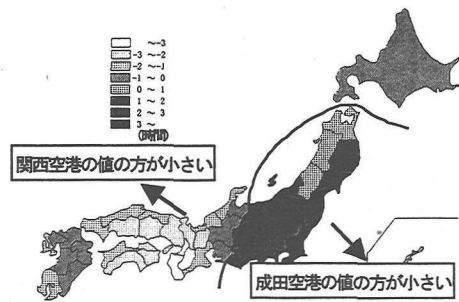 ～-3
-3 ～-2
-2 ～-1
-1 ～ 0
0 ～ 1
1 ～ 2
2 ～ 3
3 ～
(時間)
関西空港の値の方が小さい
成田空港の値の方が小さい